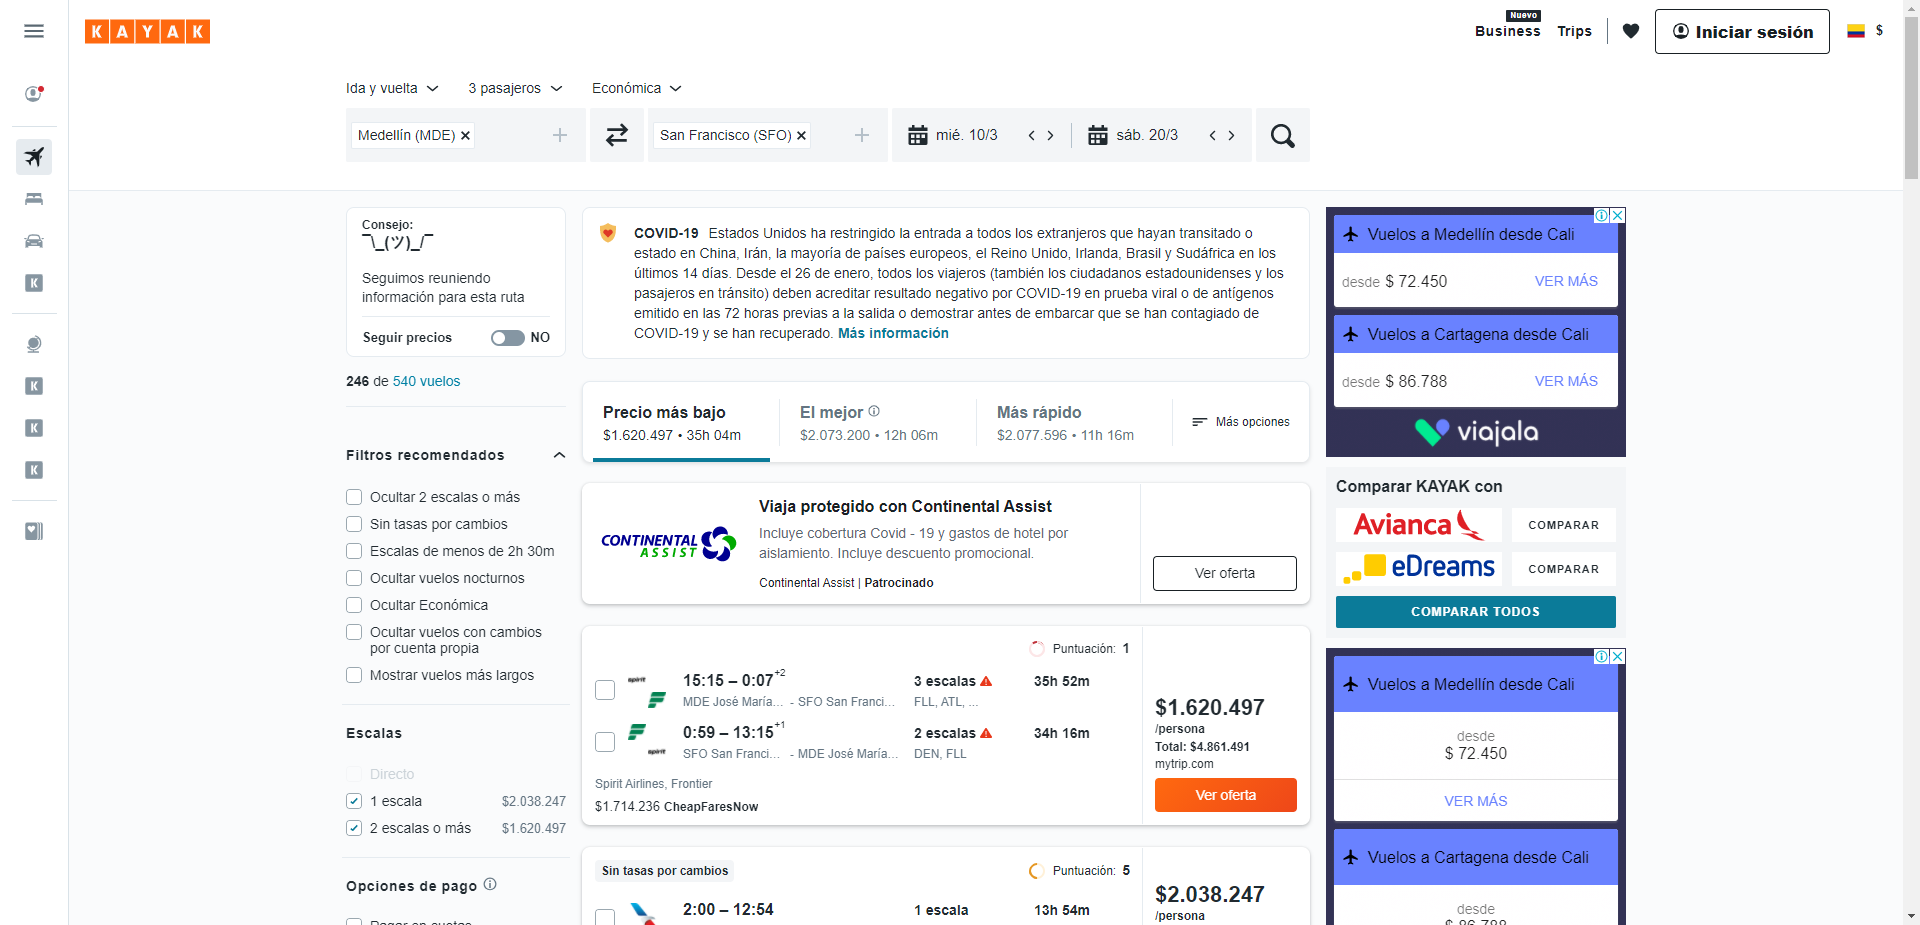 KAYAK
Nuevo
Business
Trips
Iniciar sesión
$
Ida y vuelta
3 pasajeros
Económica
Medellín (MDE)
San Francisco (SFO)
mié. 10/3
sáb. 20/3
Consejo:
¯\_(ツ)_/¯
Seguimos reuniendo
información para esta ruta
Seguir precios
NO
246 de 540 vuelos
Filtros recomendados
Ocultar 2 escalas o más
Sin tasas por cambios
Escalas de menos de 2h 30m
Ocultar vuelos nocturnos
Ocultar Económica
Ocultar vuelos con cambios
por cuenta propia
Mostrar vuelos más largos
Escalas
Directo
1 escala $2.038.247
2 escalas o más $1.620.497
Opciones de pago
Pagar en cuotas
COVID-19 Estados Unidos ha restringido la entrada a todos los extranjeros que hayan transitado o
estado en China, Irán, la mayoría de países europeos, el Reino Unido, Irlanda, Brasil y Sudáfrica en los
últimos 14 días. Desde el 26 de enero, todos los viajeros (también los ciudadanos estadounidenses y los
pasajeros en tránsito) deben acreditar resultado negativo por COVID-19 en prueba viral o de antígenos
emitido en las 72 horas previas a la salida o demostrar antes de embarcar que se han contagiado de
COVID-19 y se han recuperado. Más información
Precio más bajo
$1.620.497 • 35h 04m
El mejor
$2.073.200 • 12h 06m
Más rápido
$2.077.596 • 11h 16m
Más opciones
CONTINENTAL
ASSIST
Viaja protegido con Continental Assist
Incluye cobertura Covid - 19 y gastos de hotel por
aislamiento. Incluye descuento promocional.
Continental Assist | Patrocinado
Ver oferta
Puntuación: 1
spirit
15:15 – 0:07+2
MDE José María... - SFO San Franci...
3 escalas
FLL, ATL, ...
35h 52m
0:59 – 13:15+1
spirit
SFO San Franci... - MDE José María...
2 escalas
DEN, FLL
34h 16m
Spirit Airlines, Frontier
$1.714.236 CheapFaresNow
$1.620.497
/persona
Total: $4.861.491
mytrip.com
Ver oferta
Sin tasas por cambios
Puntuación: 5
2:00 – 12:54
1 escala
13h 54m
$2.038.247
/persona
Vuelos a Medellín desde Cali
desde $ 72.450 VER MÁS
Vuelos a Cartagena desde Cali
desde $ 86.788 VER MÁS
viajala
Comparar KAYAK con
Avianca COMPARAR
eDreams COMPARAR
COMPARAR TODOS
Vuelos a Medellín desde Cali
desde
$ 72.450
VER MÁS
Vuelos a Cartagena desde Cali
desde
$ 86.788